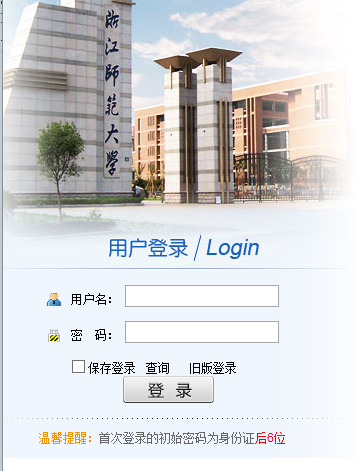 浙江师范大学
用户登录 Login
用户名：
密 码：
保存登录 查询 旧版登录
登 录
温馨提醒：首次登录的初始密码为身份证后6位